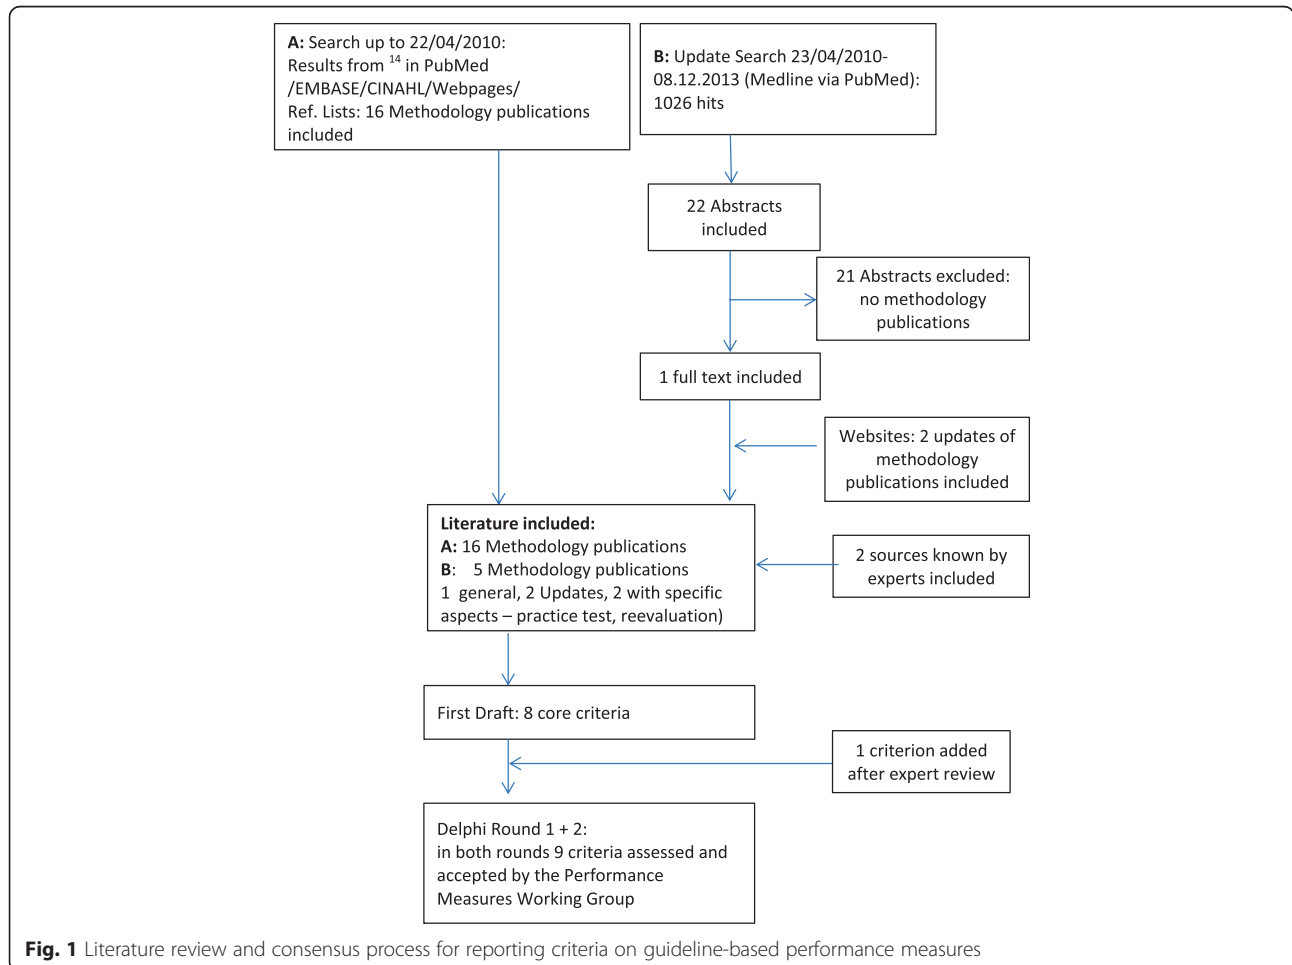 A: Search up to 22/04/2010:
Results from 14 in PubMed
/EMBASE/CINAHL/Webpages/
Ref. Lists: 16 Methodology publications
included
B: Update Search 23/04/2010-
08.12.2013 (Medline via PubMed):
1026 hits
22 Abstracts
included
21 Abstracts excluded:
no methodology
publications
1 full text included
Websites: 2 updates of
methodology
publications included
Literature included:
A: 16 Methodology publications
B: 5 Methodology publications
1 general, 2 Updates, 2 with specific
aspects – practice test, reevaluation)
2 sources known by
experts included
First Draft: 8 core criteria
1 criterion added
after expert review
Delphi Round 1 + 2:
in both rounds 9 criteria assessed and
accepted by the Performance
Measures Working Group
Fig. 1 Literature review and consensus process for reporting criteria on guideline-based performance measures